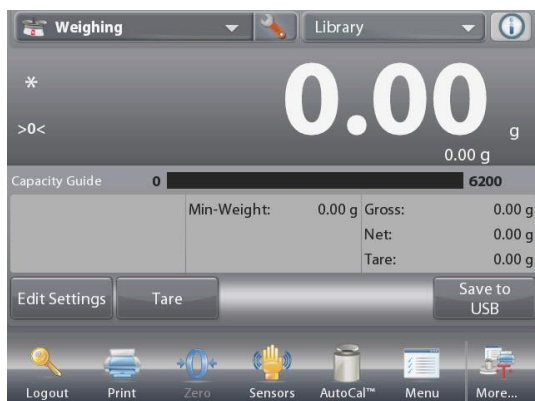 Weighing
Library
*
>0<
0.00 g
0.00 g
Capacity Guide 0 6200
Min-Weight: 0.00 g Gross: 0.00 g
Net: 0.00 g
Tare: 0.00 g
Edit Settings Tare Save to
USB
→0←
Logout Print Zero Sensors AutoCal™ Menu More...